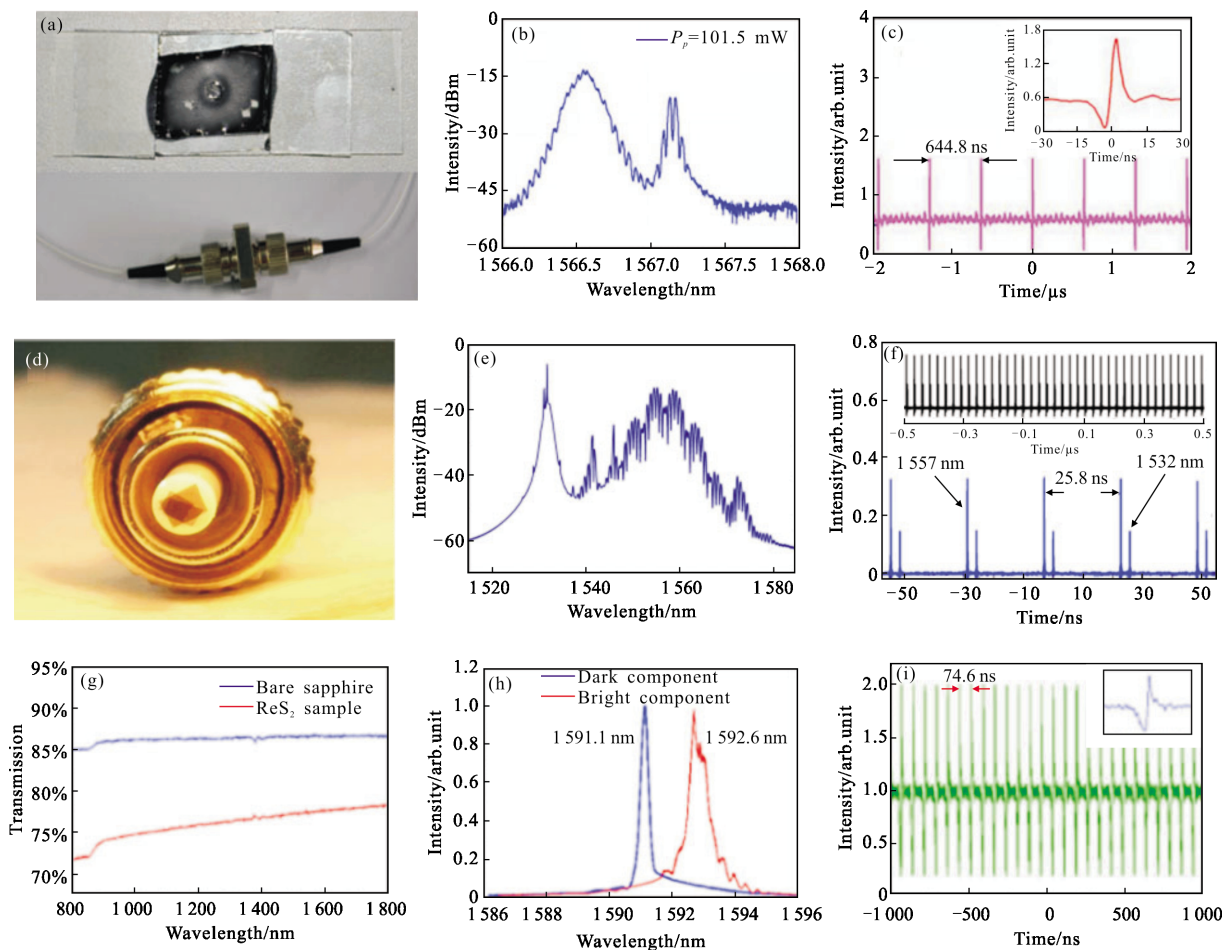 (a)
(b)
P_p=101.5 mW
Intensity/dBm
0
−15
−30
−45
−60
1 566.0
1 566.5
1 567.0
1 567.5
1 568.0
Wavelength/nm
(c)
Intensity/arb.unit
4
3
2
1
0
644.8 ns
Intensity/arb.unit
1.8
1.2
0.6
0
−30
−15
0
15
30
Time/ns
−2
−1
0
1
2
Time/μs
(d)
(e)
Intensity/dBm
0
−20
−40
−60
1 520
1 540
1 560
1 580
Wavelength/nm
(f)
Intensity/arb.unit
0.8
0.6
0.4
0.2
0
−0.5
−0.3
−0.1
0.1
0.3
0.5
Time/μs
1 557 nm
25.8 ns
1 532 nm
−50
−30
−10
10
30
50
Time/ns
(g)
Bare sapphire
ReS₂ sample
Transmission
95%
90%
85%
80%
75%
70%
800
1 000
1 200
1 400
1 600
1 800
Wavelength/nm
(h)
Dark component
Bright component
1 591.1 nm
1 592.6 nm
Intensity/arb.unit
1.2
1.0
0.8
0.6
0.4
0.2
0
1 586
1 588
1 590
1 592
1 594
1 596
Wavelength/nm
(i)
74.6 ns
Intensity/arb.unit
2.0
1.5
1.0
0.5
0
−1 000
−500
0
500
1 000
Time/ns